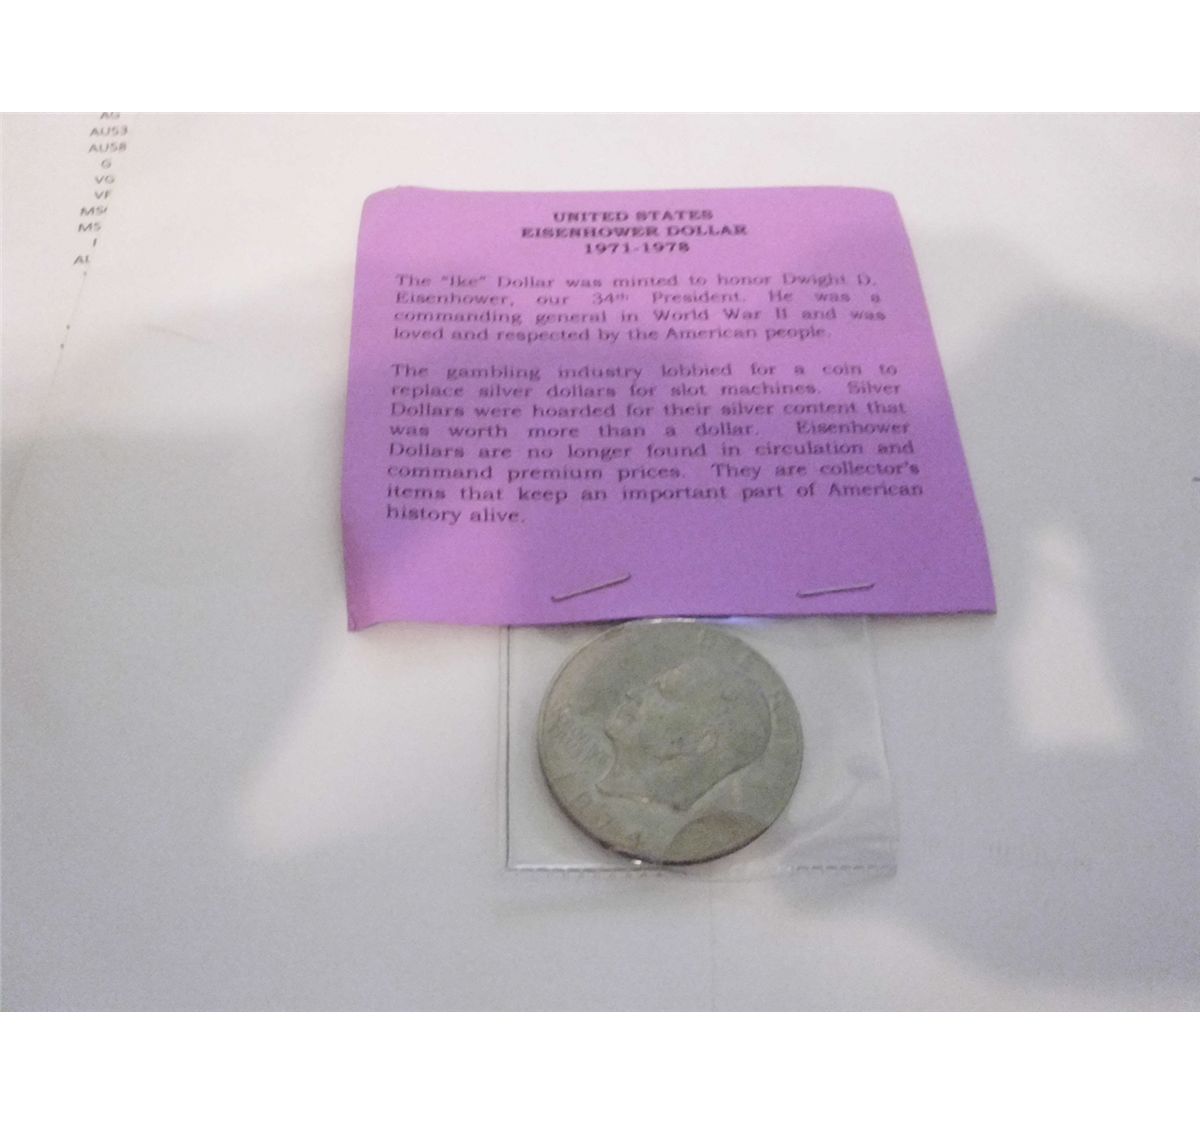 AG
AU53
AU58
G
VG
VF
UNITED STATES
EISENHOWER DOLLAR
1971-1978
The "Ike" Dollar was minted to honor Dwight D.
Eisenhower, our 34th President. He was a
commanding general in World War II and was
loved and respected by the American people.
The gambling industry lobbied for a coin to
replace silver dollars for slot machines. Silver
Dollars were hoarded for their silver content that
was worth more than a dollar. Eisenhower
Dollars are no longer found in circulation and
command premium prices. They are collector's
items that keep an important part of American
history alive.
1974